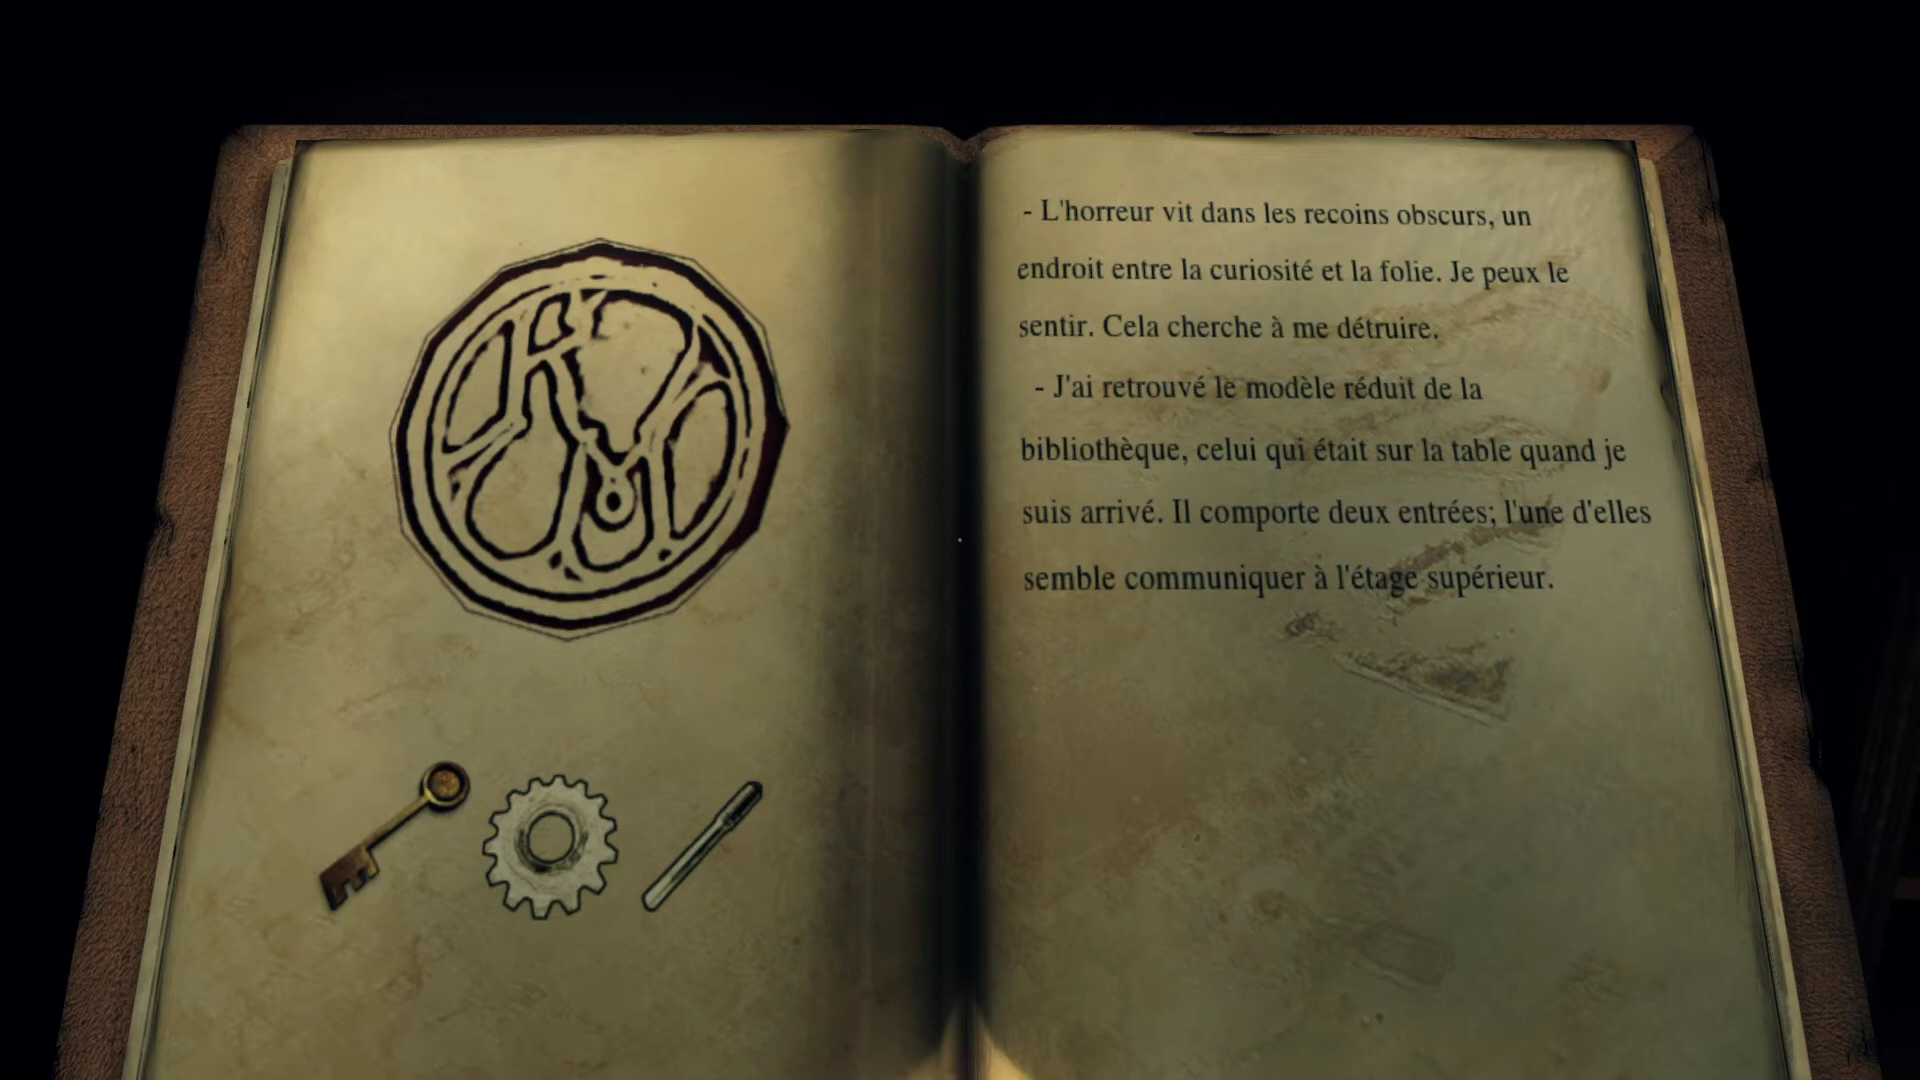 - L'horreur vit dans les recoins obscurs, un
endroit entre la curiosité et la folie. Je peux le
sentir. Cela cherche à me détruire.
- J'ai retrouvé le modèle réduit de la
bibliothèque, celui qui était sur la table quand je
suis arrivé. Il comporte deux entrées; l'une d'elles
semble communiquer à l'étage supérieur.